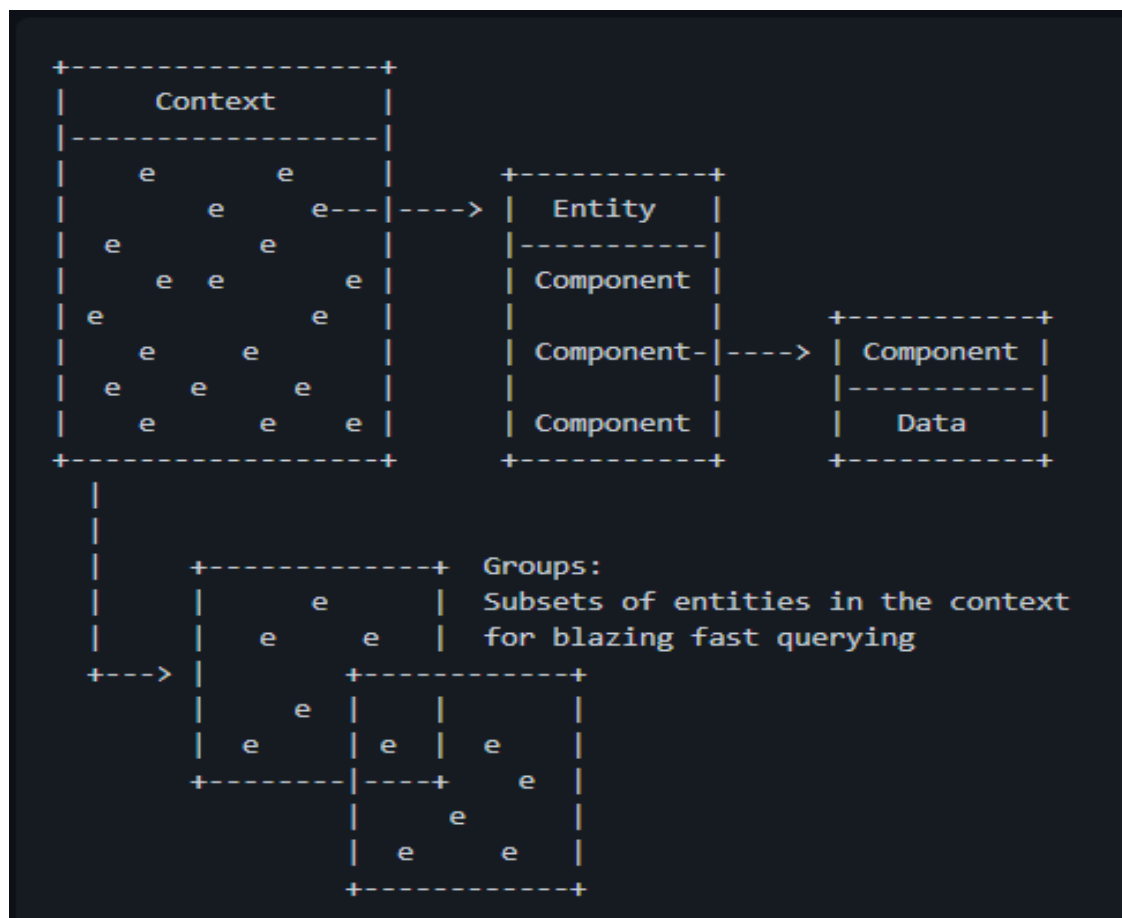 +------------------+
|     Context      |
|------------------|
|    e       e     |      +-----------+
|        e     e---|----> |  Entity   |
|  e        e      |      |-----------|
|     e  e       e |      | Component |
| e            e   |      |           |      +-----------+
|    e     e       |      | Component-|----> | Component |
|  e    e     e    |      |           |      |-----------|
|    e      e    e |      | Component |      |   Data    |
+------------------+      +-----------+      +-----------+
  |
  |
  |     +-------------+  Groups:
  |     |      e      |  Subsets of entities in the context
  |     |   e     e   |  for blazing fast querying
  +---> |        +------------+
        |     e  |    |       |
        |  e     | e  |  e    |
        +--------|----+    e  |
                 |     e      |
                 |  e     e   |
                 +------------+